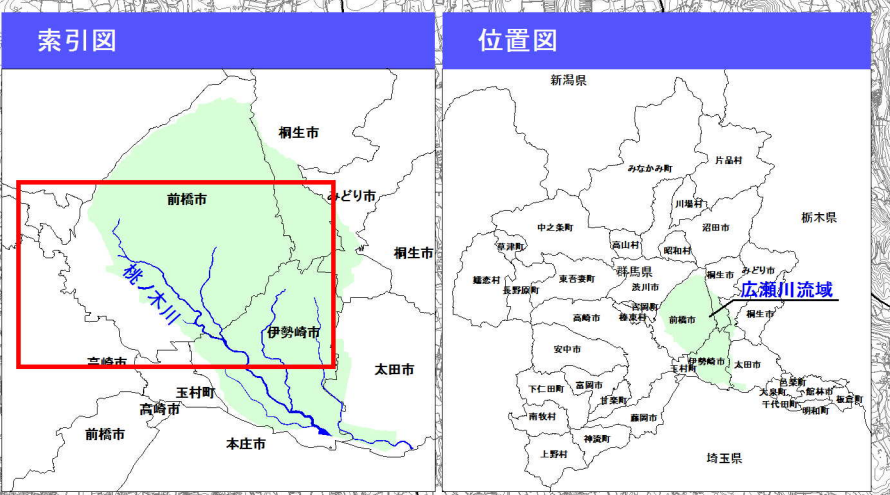 索引図
桐生市
みどり市
前橋市
桐生市
桃ノ木川
伊勢崎市
高崎市
太田市
玉村町
高崎市
前橋市
本庄市
位置図
新潟県
片品村
みなかみ町
川場村
栃木県
中之条町
沼田市
草津町
高山村
昭和村
群馬県
桐生市
みどり市
嬬恋村
長野原町
東吾妻町
渋川市
広瀬川流域
吉岡町
高崎市
榛東村
前橋市
桐生市
安中市
伊勢崎市
玉村町
太田市
邑楽町
下仁田町
富岡市
大泉町
館林市
甘楽町
千代田町
板倉町
明和町
南牧村
藤岡市
神流町
上野村
埼玉県